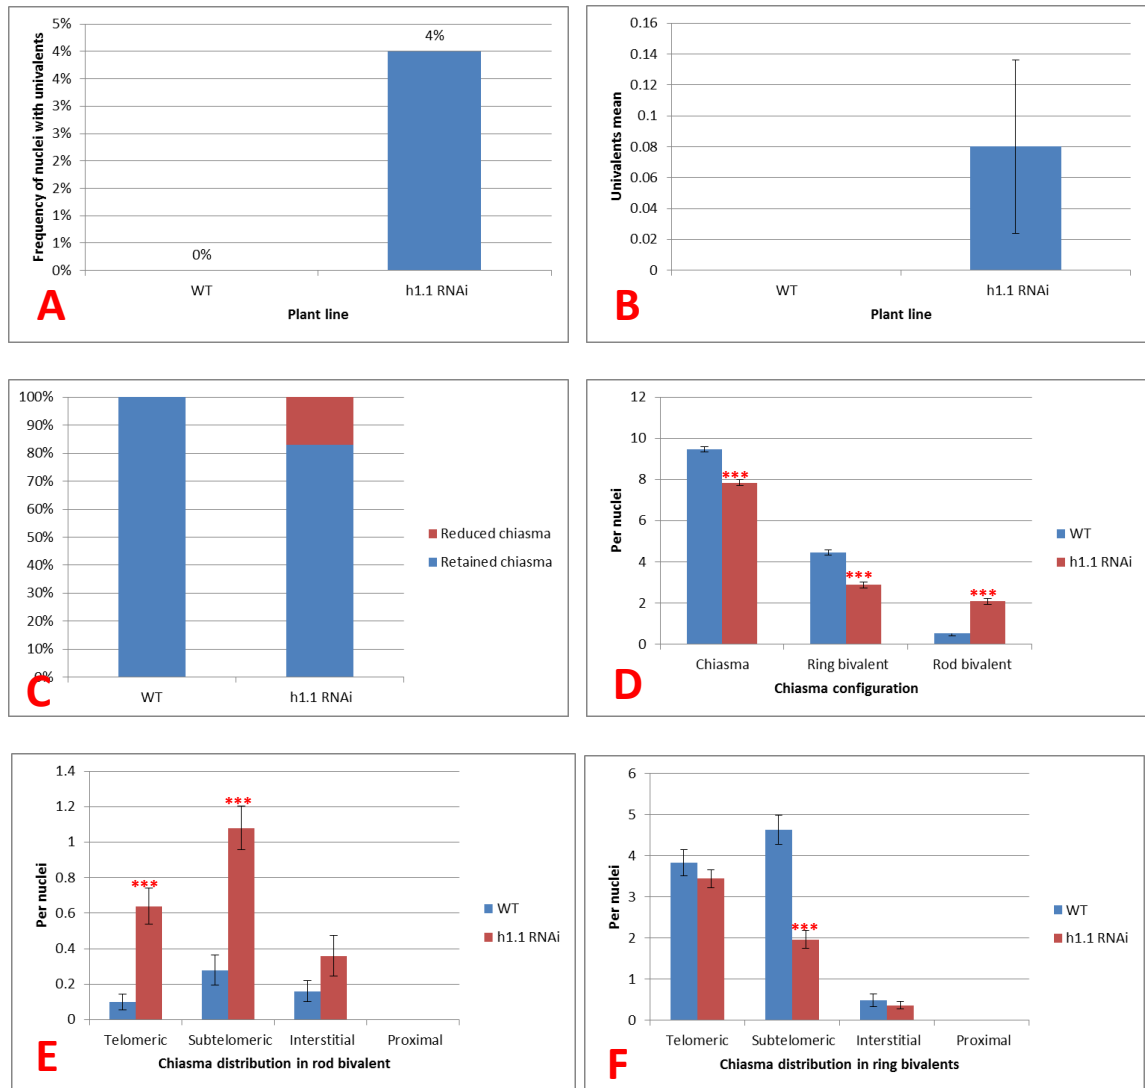 Frequency of nuclei with univalents
5%
4%
4%
3%
3%
2%
2%
1%
1%
0%
0%
4%
WT
h1.1 RNAi
Plant line
A
Univalents mean
0.16
0.14
0.12
0.1
0.08
0.06
0.04
0.02
0
WT
h1.1 RNAi
Plant line
B
100%
90%
80%
70%
60%
50%
40%
30%
20%
10%
0%
WT
h1.1 RNAi
Reduced chiasma
Retained chiasma
C
Per nuclei
12
10
8
6
4
2
0
***
***
***
Chiasma
Ring bivalent
Rod bivalent
Chiasma configuration
WT
h1.1 RNAi
D
Per nuclei
1.4
1.2
1
0.8
0.6
0.4
0.2
0
***
***
Telomeric
Subtelomeric
Interstitial
Proximal
Chiasma distribution in rod bivalent
WT
h1.1 RNAi
E
Per nuclei
6
5
4
3
2
1
0
***
Telomeric
Subtelomeric
Interstitial
Proximal
Chiasma distribution in ring bivalents
WT
h1.1 RNAi
F